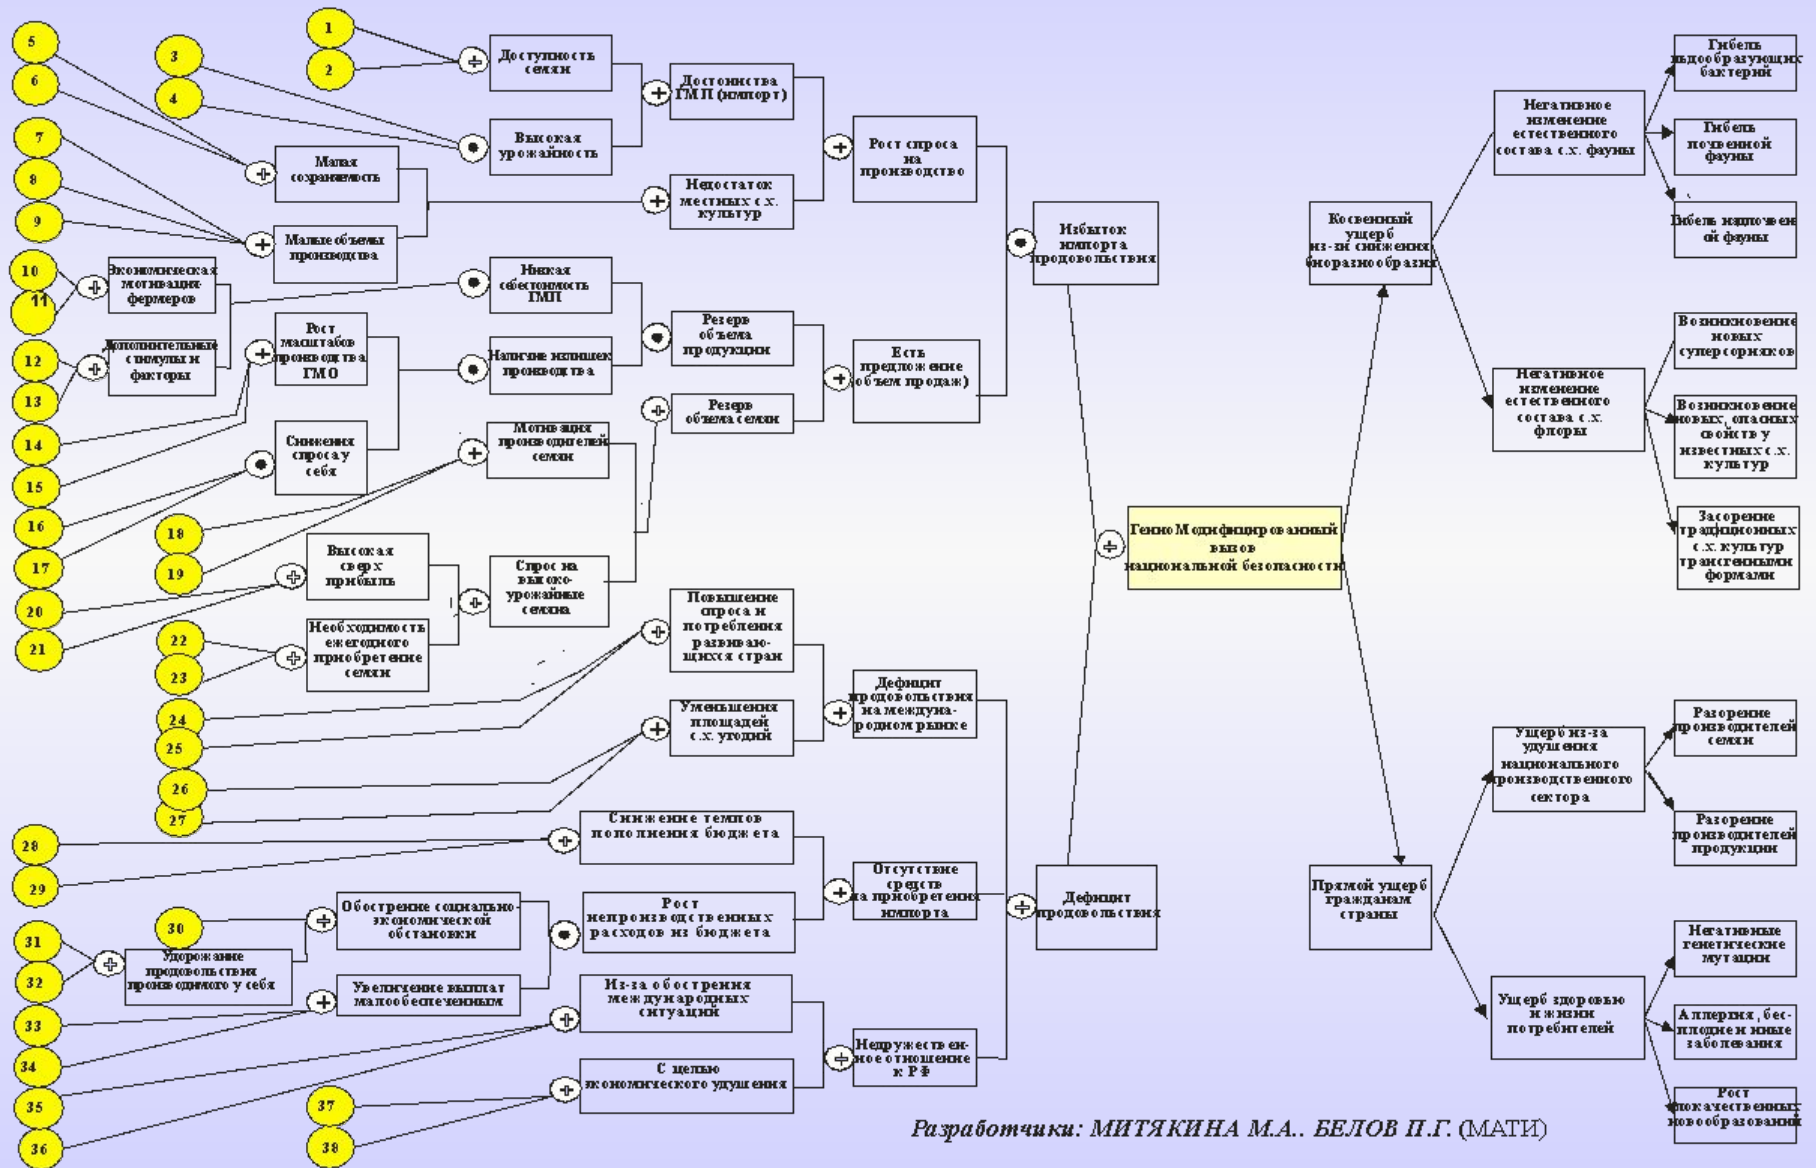 1
2
3
4
5
6
7
8
9
10
11
12
13
14
15
16
17
18
19
20
21
22
23
24
25
26
27
28
29
30
31
32
33
34
35
36
37
38
Доступность
семян
Высокая
урожайность
Малая
сохраняемость
Малые объемы
производства
Экономическая
мотивация
фермеров
Дополнительные
стимулы и
факторы
Рост
масштабов
производства
ГМО
Снижения
спроса у
себя
Низкая
себестоимость
ГМП
Наличие излишек
производства
Мотивация
производителей
семян
Высокая
сверх
прибыль
Необходимость
ежегодного
приобретение
семян
Спрос на
высоко-
урожайные
семяна
Достоинства
ГМП (импорт)
Недостаток
местных с.х.
культур
Резерв
объема
продукции
Резерв
объема семян
Повышение
спроса и
потребления
развиваю-
щихся стран
Уменьшения
площадей
с.х. угодий
Снижение темпов
пополнения бюджета
Рост
непроизводственных
расходов из бюджета
Обострение социально-
экономической
обстановки
Удорожание
продовольствия
производимого у себя
Увеличение выплат
малообеспеченным
Из-за обострения
международных
ситуаций
С целью
экономического удушения
Рост спроса
на
производство
Есть
предложение
(объем продаж)
Дефицит
продовольствия
на междуна-
родном рынке
Отсутствие
средств
на приобретения
импорта
Недружествен-
ное отношение
к РФ
Избыток
импорта
продовольствия
Дефицит
продовольствия
Генно Модифицированный
вызов
национальной безопасности
Косвенный
ущерб
из-зи снижения
биоразнообразия
Прямой ущерб
гражданам
страны
Негативное
изменение
естественного
состава с.х. фауны
Негативное
изменение
естественного
состава с.х.
флоры
Ущерб из-за
удушения
национального
производственного
сектора
Ущерб здоровью
и жизни
потребителей
Гибель
льдообразующих
бактерий
Гибель
почвенной
фауны
Гибель надпочвен
ой фауны
Возникновение
новых
суперсорняков
Возникновение
новых, опасных
свойств у
известных с.х.
культур
Засорение
традиционных
с.х. культур
трансгенными
формами
Разорение
производителей
семян
Разорение
производителей
продукции
Негативные
генетические
мутации
Аллергия, бес-
плодие и иные
заболевания
Рост
злокачественных
новообразований
Разработчики: МИТЯКИНА М.А.. БЕЛОВ П.Г. (МАТИ)